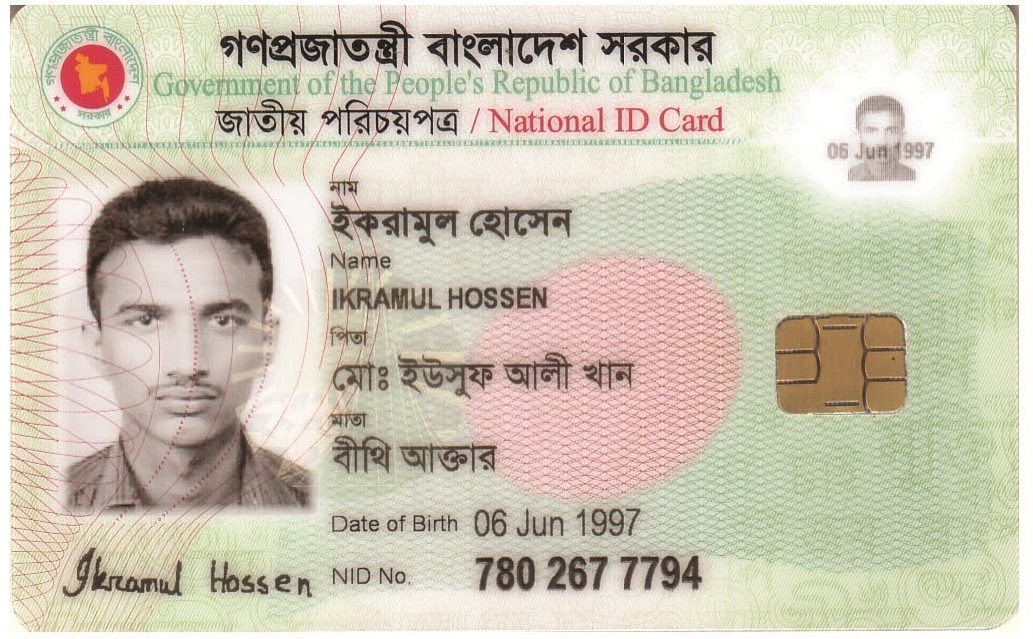 গণপ্রজাতন্ত্রী বাংলাদেশ সরকার
Government of the People's Republic of Bangladesh
জাতীয় পরিচয়পত্র / National ID Card
গণপ্রজাতন্ত্রী বাংলাদেশ
সরকার
06 Jun 1997
নাম
ইকরামুল হোসেন
Name
IKRAMUL HOSSEN
পিতা
মোঃ ইউসুফ আলী খান
মাতা
বীথি আক্তার
Date of Birth 06 Jun 1997
Ikramul Hossen
NID No. 780 267 7794